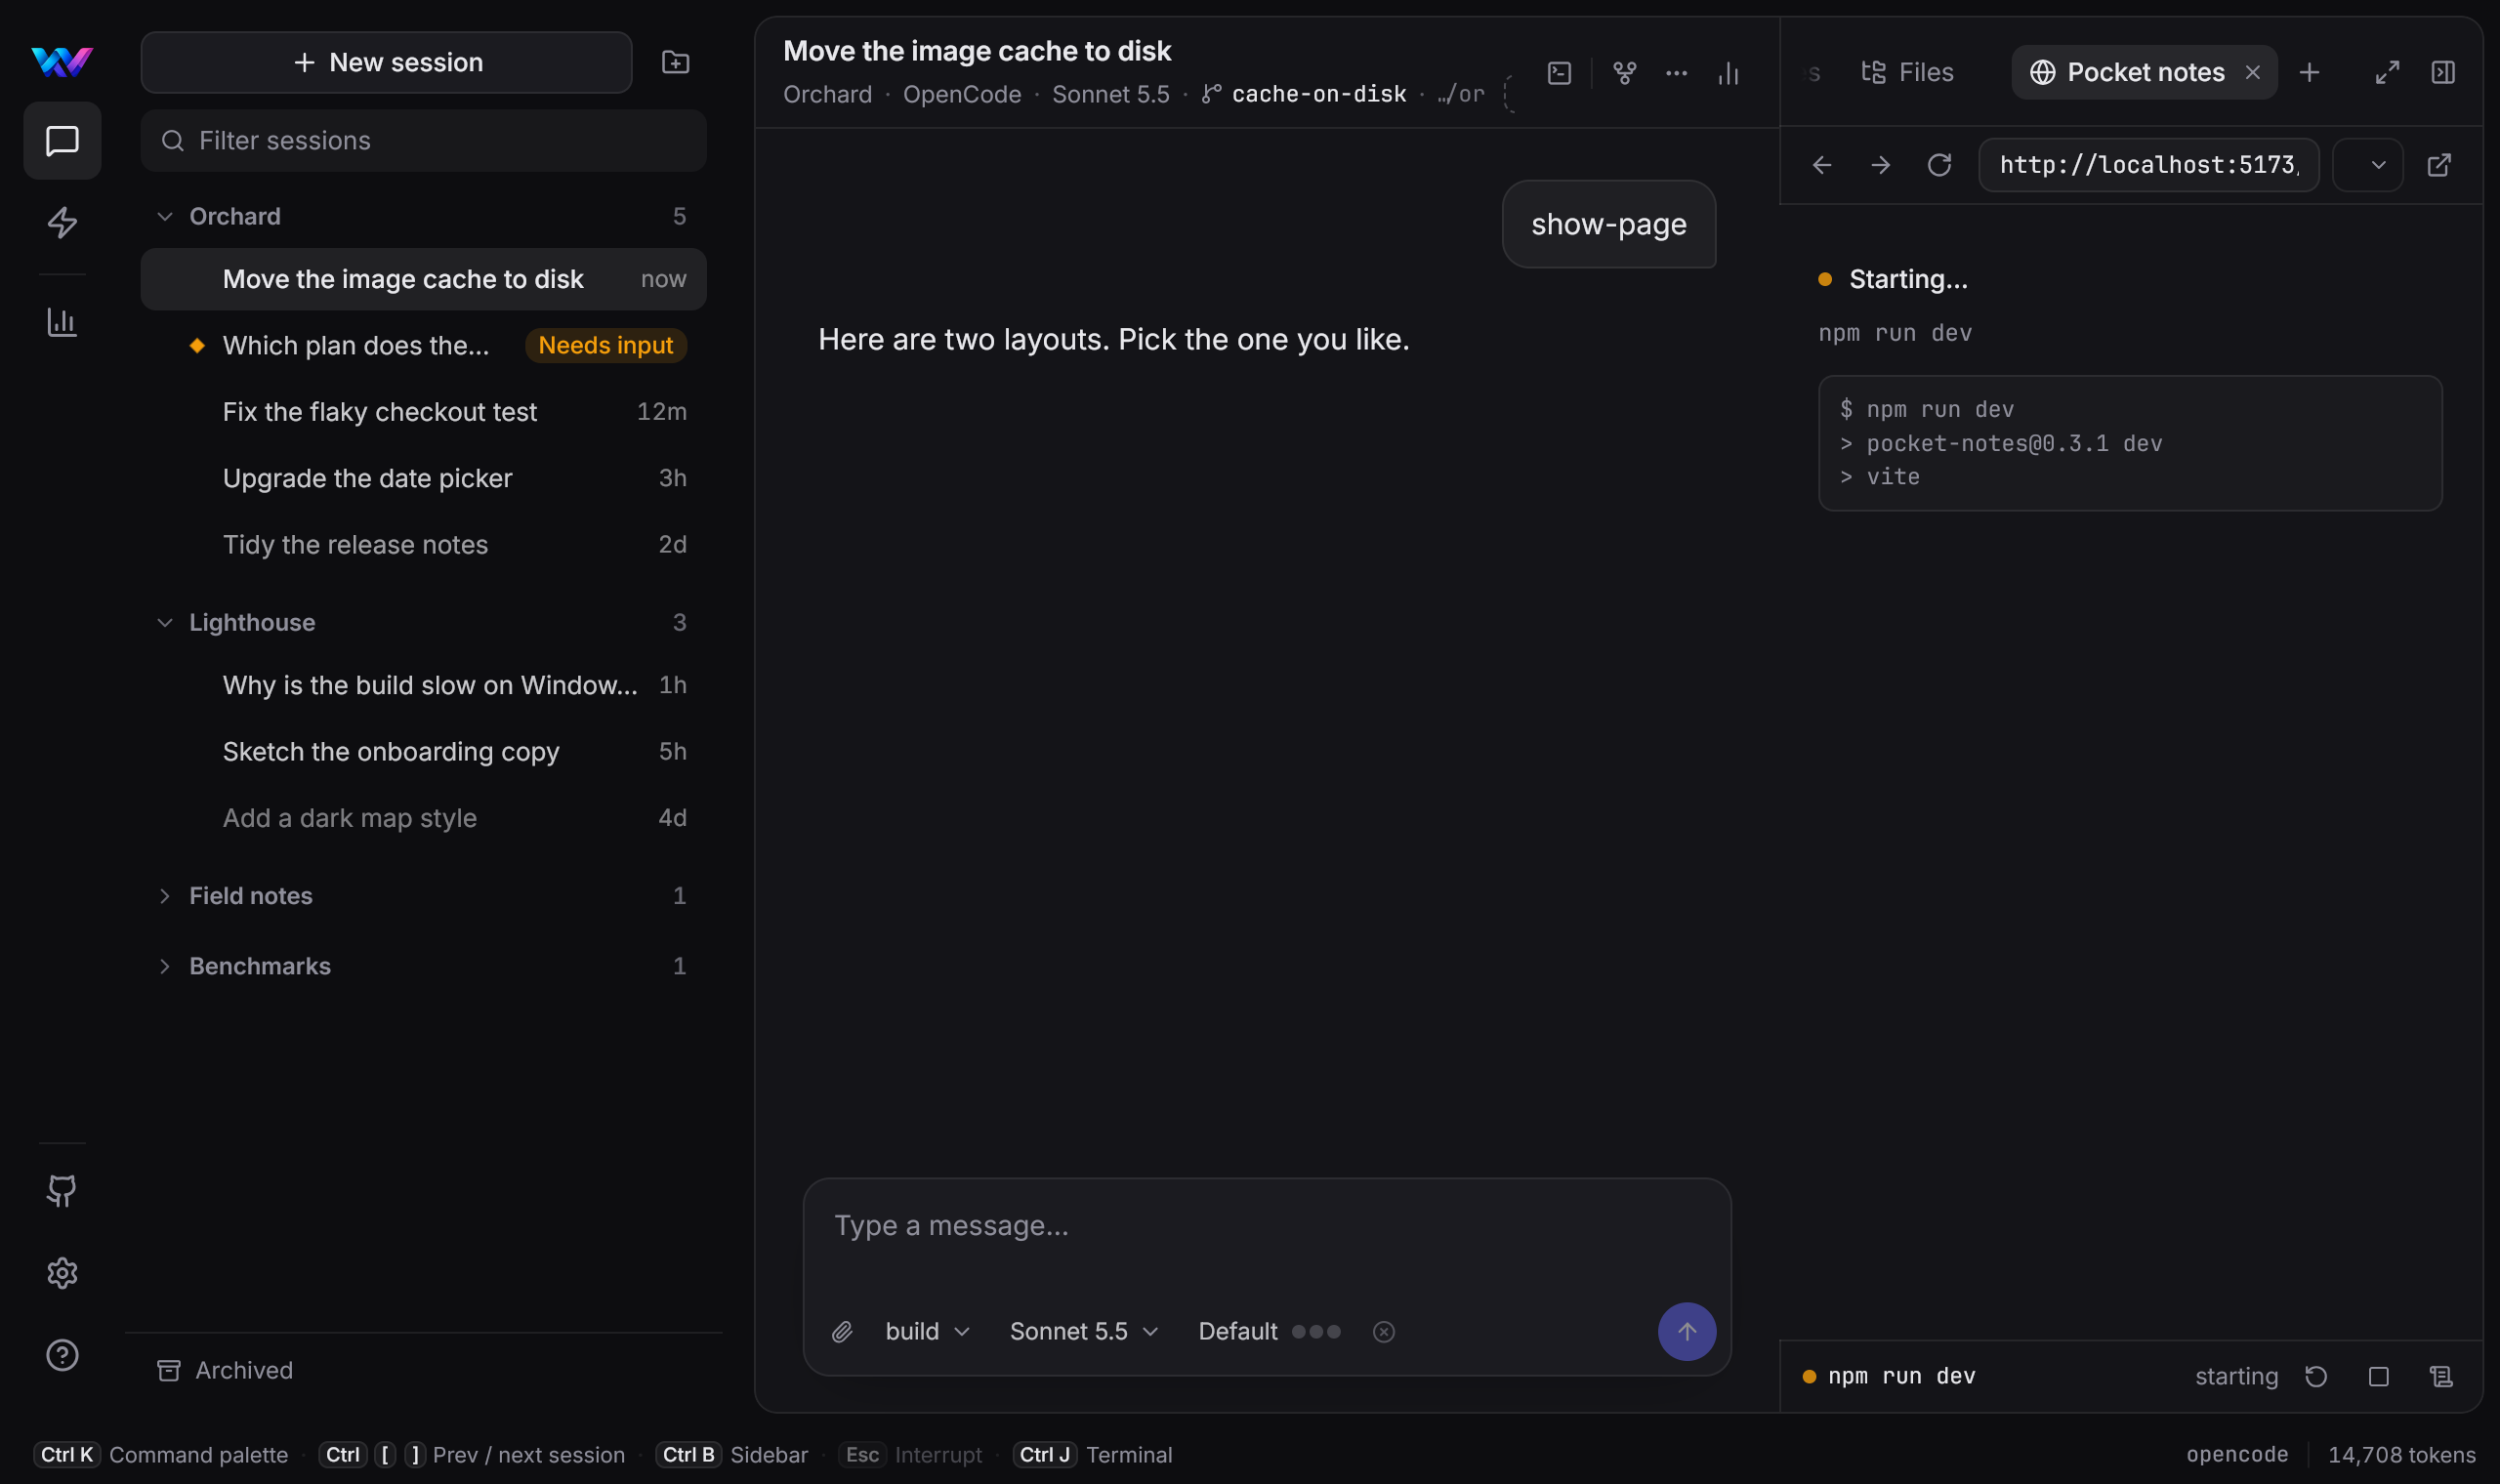 New session
Filter sessions
Orchard 5
Move the image cache to disk now
Which plan does the... Needs input
Fix the flaky checkout test 12m
Upgrade the date picker 3h
Tidy the release notes 2d
Lighthouse 3
Why is the build slow on Window... 1h
Sketch the onboarding copy 5h
Add a dark map style 4d
Field notes 1
Benchmarks 1
Archived
Move the image cache to disk
Orchard · OpenCode · Sonnet 5.5 · cache-on-disk · …/or
show-page
Here are two layouts. Pick the one you like.
Type a message...
build Sonnet 5.5 Default
s Files Pocket notes
http://localhost:5173/
Starting...
npm run dev
$ npm run dev
> pocket-notes@0.3.1 dev
> vite
npm run dev starting
Ctrl K Command palette · Ctrl [ ] Prev / next session · Ctrl B Sidebar · Esc Interrupt · Ctrl J Terminal
opencode 14,708 tokens